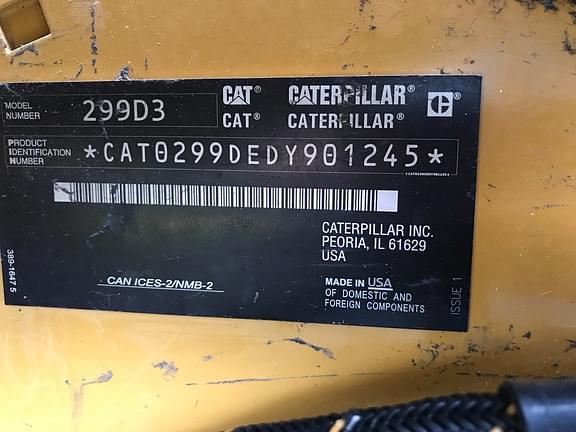 MODEL
NUMBER
299D3
CAT® CATERPILLAR® C®
CAT® CATERPILLAR®
PRODUCT
IDENTIFICATION
NUMBER
*CAT0299DEDY901245*
*CAT0299DEDY901245*
CATERPILLAR INC.
PEORIA, IL 61629
USA
CAN ICES-2/NMB-2
MADE IN USA
OF DOMESTIC AND
FOREIGN COMPONENTS
389-1647 5
ISSUE 1